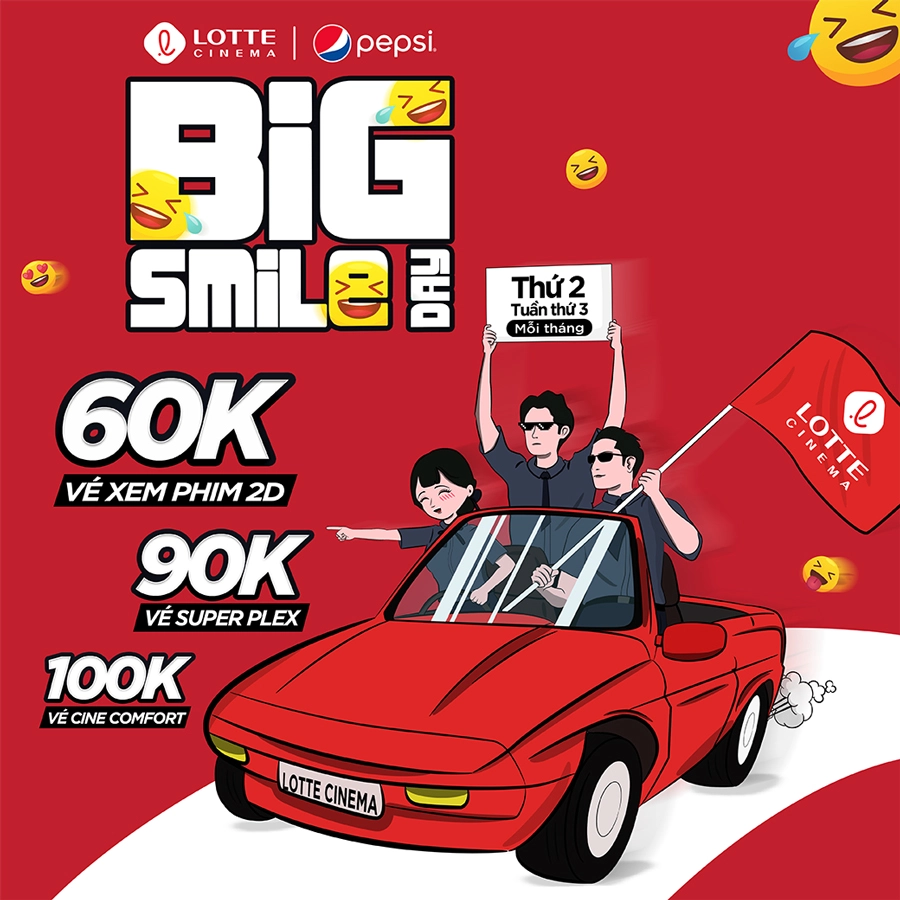 LOTTE
CINEMA
pepsi
BiG
SMiLe
DAY
Thứ 2
Tuần thứ 3
Mỗi tháng
60K
VÉ XEM PHIM 2D
90K
VÉ SUPER PLEX
100K
VÉ CINE COMFORT
LOTTE
CINEMA
LOTTE CINEMA